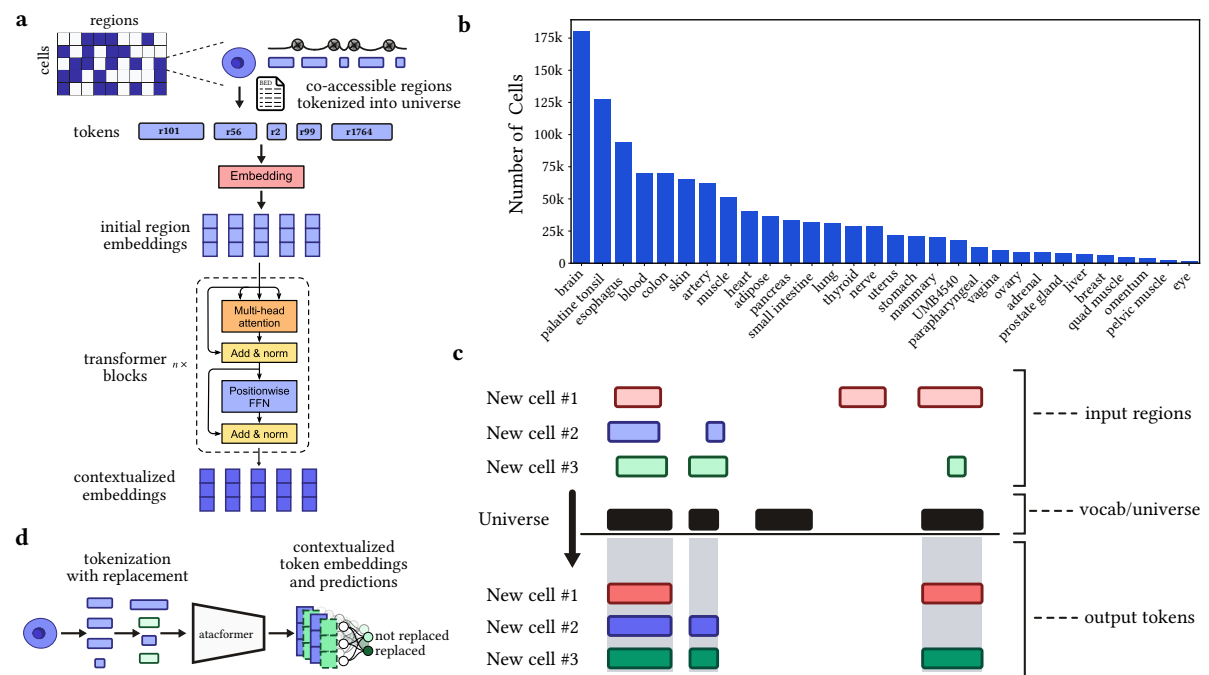 a
regions
cells
BED
co-accessible regions
tokenized into universe
tokens
r101
r56
r2
r99
r1764
Embedding
initial region
embeddings
Multi-head
attention
Add & norm
transformer
blocks
n ×
Positionwise
FFN
Add & norm
contextualized
embeddings
b
Number of Cells
175k
150k
125k
100k
75k
50k
25k
0
brain
palatine tonsil
esophagus
blood
colon
skin
artery
muscle
heart
adipose
pancreas
small intestine
lung
thyroid
nerve
uterus
stomach
mammary
UMB4540
parapharyngeal
vagina
ovary
adrenal
prostate gland
liver
breast
quad muscle
omentum
pelvic muscle
eye
c
New cell #1
New cell #2
New cell #3
input regions
Universe
vocab/universe
New cell #1
New cell #2
New cell #3
output tokens
d
tokenization
with replacement
atacformer
contextualized
token embeddings
and predictions
not replaced
replaced